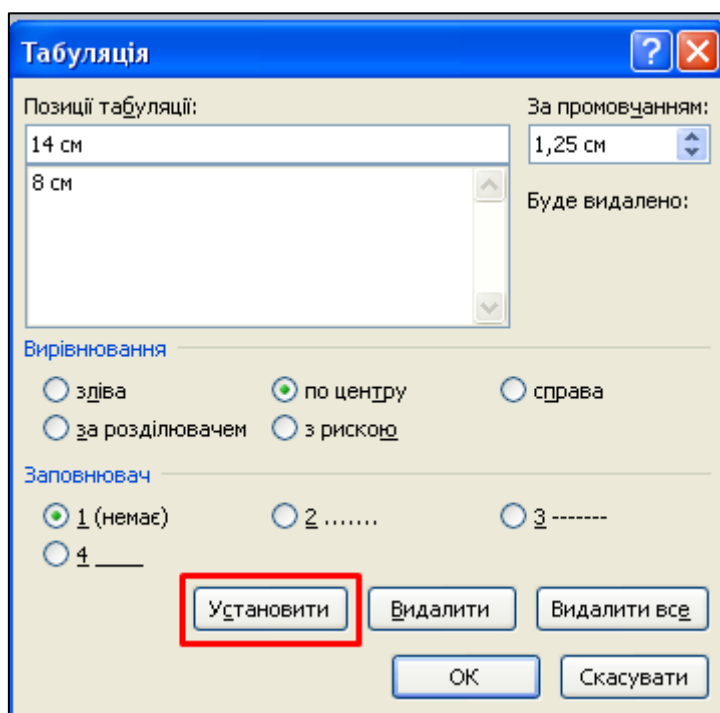 Табуляція
Позиції табуляції:
За промовчанням:
14 см
1,25 см
8 см
Буде видалено:
Вирівнювання
зліва
по центру
справа
за розділювачем
з рискою
Заповнювач
1 (немає)
2 .......
3 -------
4 ____
Установити
Видалити
Видалити все
ОК
Скасувати